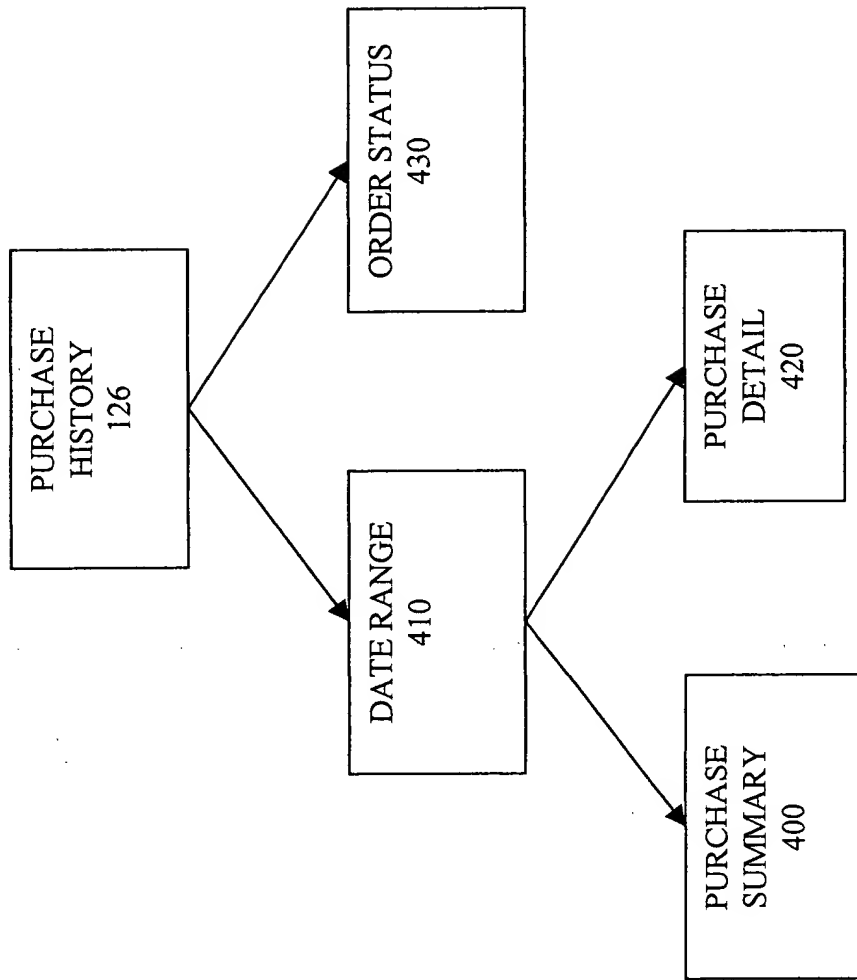 PURCHASE
HISTORY
126
DATE RANGE
410
ORDER STATUS
430
PURCHASE
SUMMARY
400
PURCHASE
DETAIL
420